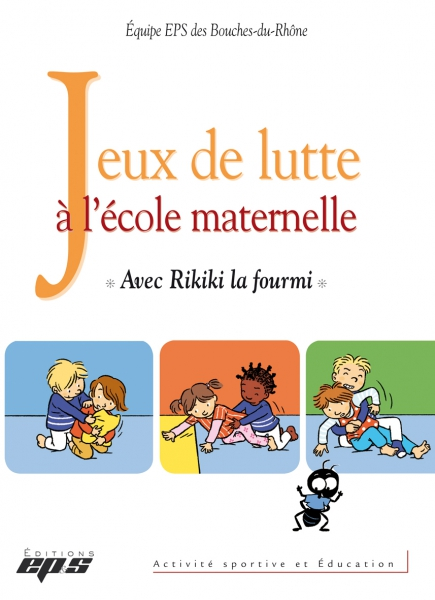 Équipe EPS des Bouches-du-Rhône
Jeux de lutte
à l'école maternelle
* Avec Rikiki la fourmi *
ÉDITIONS
ep&s
Activité sportive et Éducation